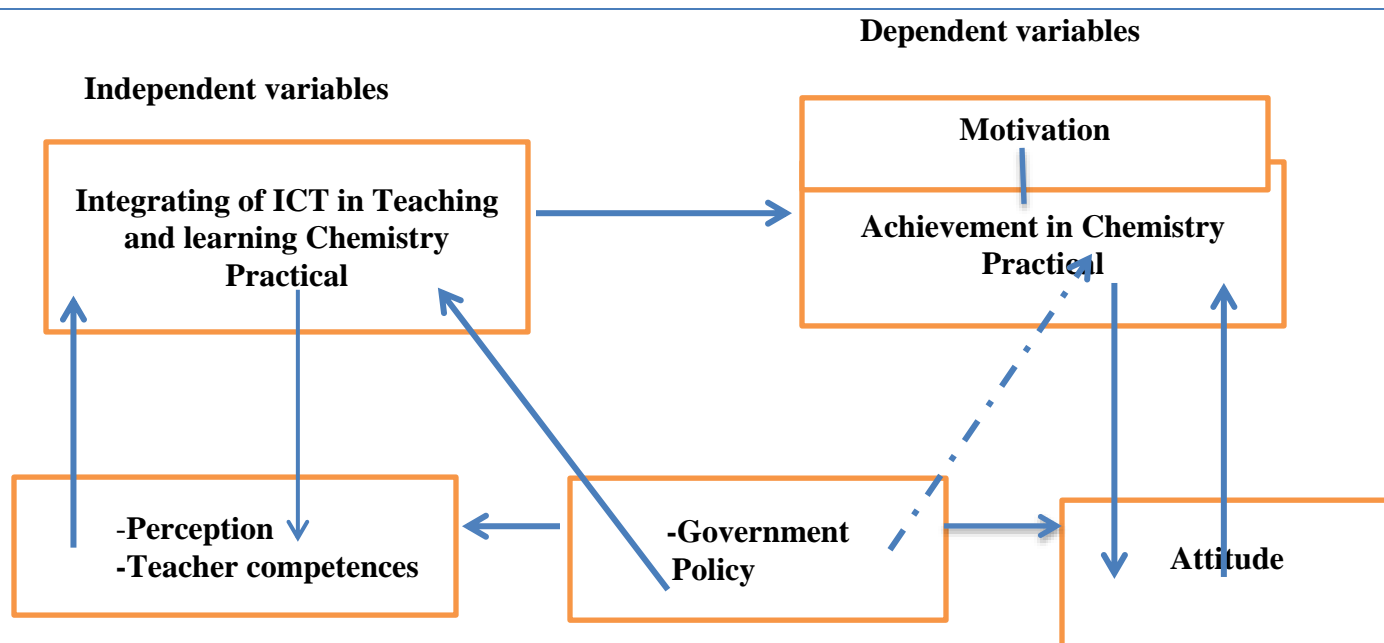 Dependent variables
Independent variables
Motivation
Integrating of ICT in Teaching
and learning Chemistry
Practical
Achievement in Chemistry
Practical
-Perception
-Teacher competences
-Government
Policy
Attitude